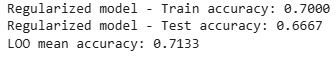 Regularized model - Train accuracy: 0.7000
Regularized model - Test accuracy: 0.6667
LOO mean accuracy: 0.7133